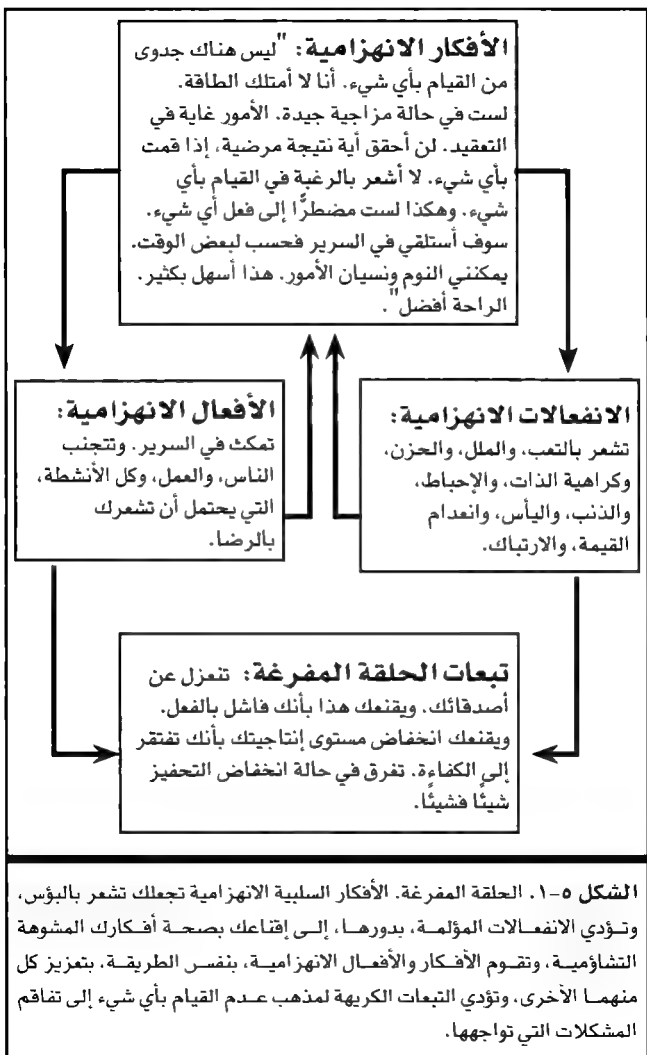 الأفكار الانهزامية: "ليس هناك جدوى
من القيام بأي شيء. أنا لا أمتلك الطاقة.
لست في حالة مزاجية جيدة. الأمور غاية في
التعقيد. لن أحقق أية نتيجة مرضية، إذا قمت
بأي شيء. لا أشعر بالرغبة في القيام بأي
شيء. وهكذا لست مضطرًّا إلى فعل أي شيء.
سوف أستلقي في السرير فحسب لبعض الوقت.
يمكنني النوم ونسيان الأمور. هذا أسهل بكثير.
الراحة أفضل".
الانفعالات الانهزامية:
تشعر بالتعب، والملل، والحزن،
وكراهية الذات، والإحباط،
والذنب، واليأس، وانعدام
القيمة، والارتباك.
الأفعال الانهزامية:
تمكث في السرير. وتتجنب
الناس، والعمل، وكل الأنشطة،
التي يحتمل أن تشعرك
بالرضا.
تبعات الحلقة المفرغة: تنعزل عن
أصدقائك. ويقنعك هذا بأنك فاشل بالفعل.
ويقنعك انخفاض مستوى إنتاجيتك بأنك تفتقر
إلى الكفاءة. تغرق في حالة انخفاض التحفيز
شيئًا فشيئًا.
الشكل ٥-١. الحلقة المفرغة. الأفكار السلبية الانهزامية تجعلك تشعر بالبؤس،
وتؤدي الانفعالات المؤلمة، بدورها، إلى إقناعك بصحة أفكارك المشوهة
التشاؤمية، وتقوم الأفكار والأفعال الانهزامية، بنفس الطريقة، بتعزيز كل
منهما الأخرى، وتؤدي التبعات الكريهة لمذهب عدم القيام بأي شيء إلى تفاقم
المشكلات التي تواجهها.